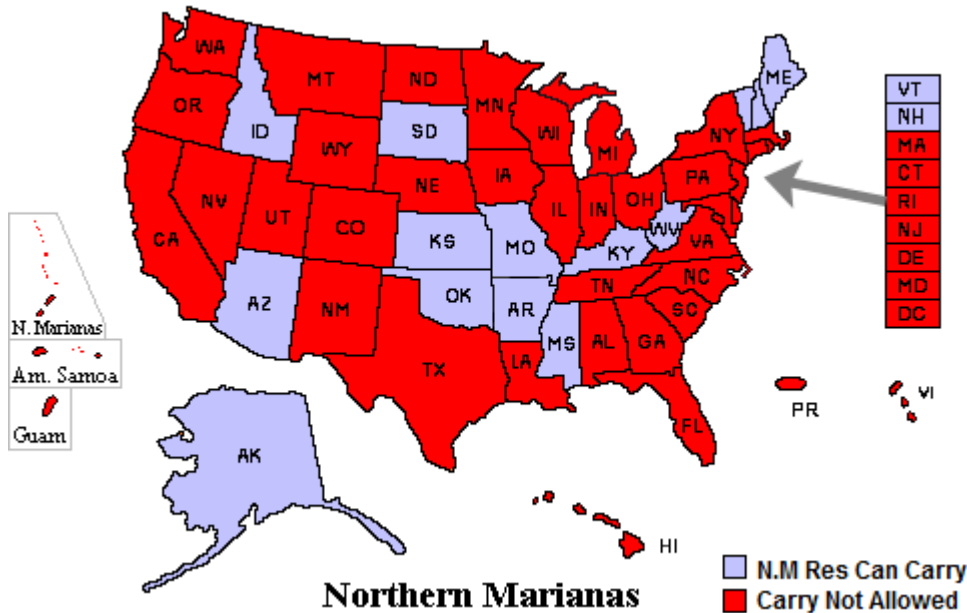 WA
MT
ND
MN
ME
VT
NH
MA
CT
RI
NJ
DE
MD
DC
OR
ID
SD
WI
NY
WY
MI
PA
IA
NE
OH
IL
IN
NV
UT
CO
WV
VA
CA
KS
MO
KY
NC
TN
AZ
NM
OK
AR
SC
MS
AL
GA
TX
LA
FL
N. Marianas
Am. Samoa
Guam
PR
VI
AK
HI
N.M Res Can Carry
Carry Not Allowed
Northern Marianas